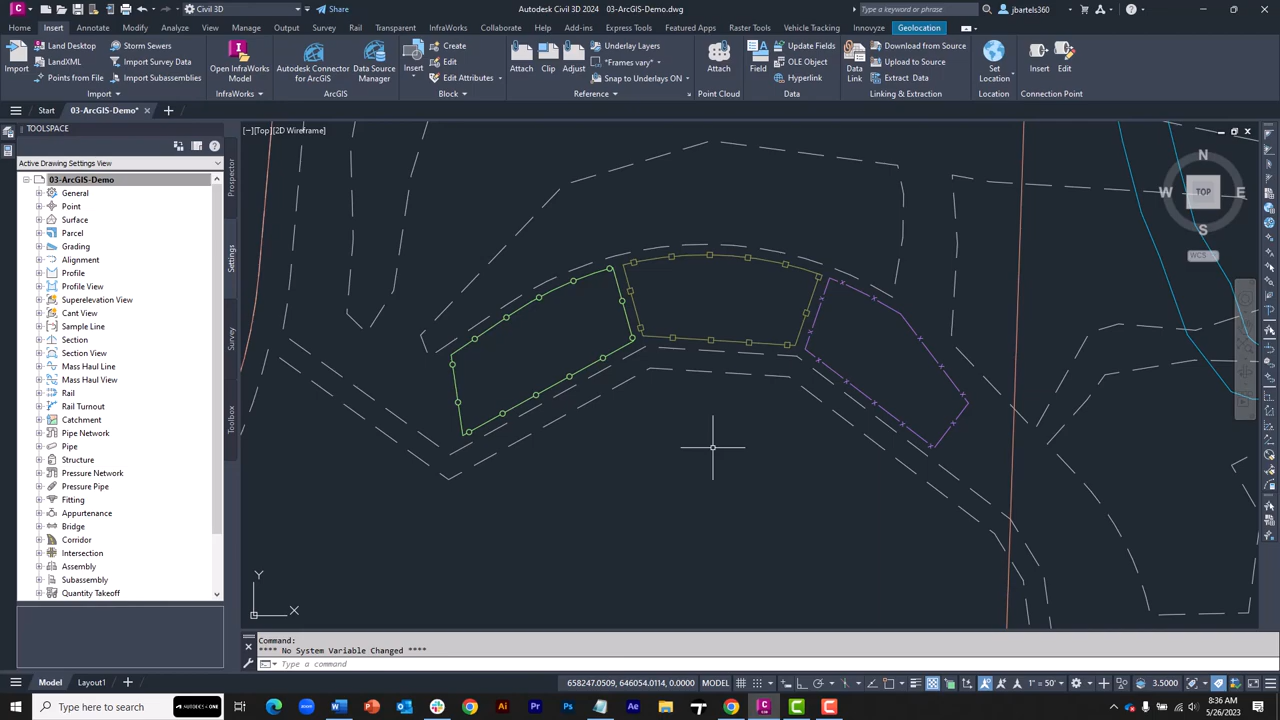 Autodesk Civil 3D 2024 03-ArcGIS-Demo.dwg
Civil 3D
Share
Type a keyword or phrase
jbartels360
Home Insert Annotate Modify Analyze View Manage Output Survey Rail Transparent InfraWorks Collaborate Help Add-ins Express Tools Featured Apps Raster Tools Vehicle Tracking Innovyze Geolocation
Import
Land Desktop
LandXML
Points from File
Storm Sewers
Import Survey Data
Import Subassemblies
Import
Open InfraWorks
Model
InfraWorks
Autodesk Connector
for ArcGIS
Data Source
Manager
ArcGIS
Insert
Create
Edit
Edit Attributes
Block
Attach
Clip
Adjust
Underlay Layers
*Frames vary*
Snap to Underlays ON
Reference
Attach
Point Cloud
Field
Update Fields
OLE Object
Hyperlink
Data
Data
Link
Download from Source
Upload to Source
Extract Data
Linking & Extraction
Set
Location
Location
Insert
Edit
Connection Point
Start
03-ArcGIS-Demo*
TOOLSPACE
Active Drawing Settings View
03-ArcGIS-Demo
General
Point
Surface
Parcel
Grading
Alignment
Profile
Profile View
Superelevation View
Cant View
Sample Line
Section
Section View
Mass Haul Line
Mass Haul View
Rail
Rail Turnout
Catchment
Pipe Network
Pipe
Structure
Pressure Network
Pressure Pipe
Fitting
Appurtenance
Bridge
Corridor
Intersection
Assembly
Subassembly
Quantity Takeoff
Prospector
Settings
Survey
Toolbox
[−][Top][2D Wireframe]
N
W TOP E
S
WCS
Y
X
Command:
**** No System Variable Changed ****
Type a command
Model Layout1
658247.0509, 646054.0114, 0.0000 MODEL
1" = 50'
3.5000
Type here to search
AUTODESK ONE
8:36 AM
5/26/2023